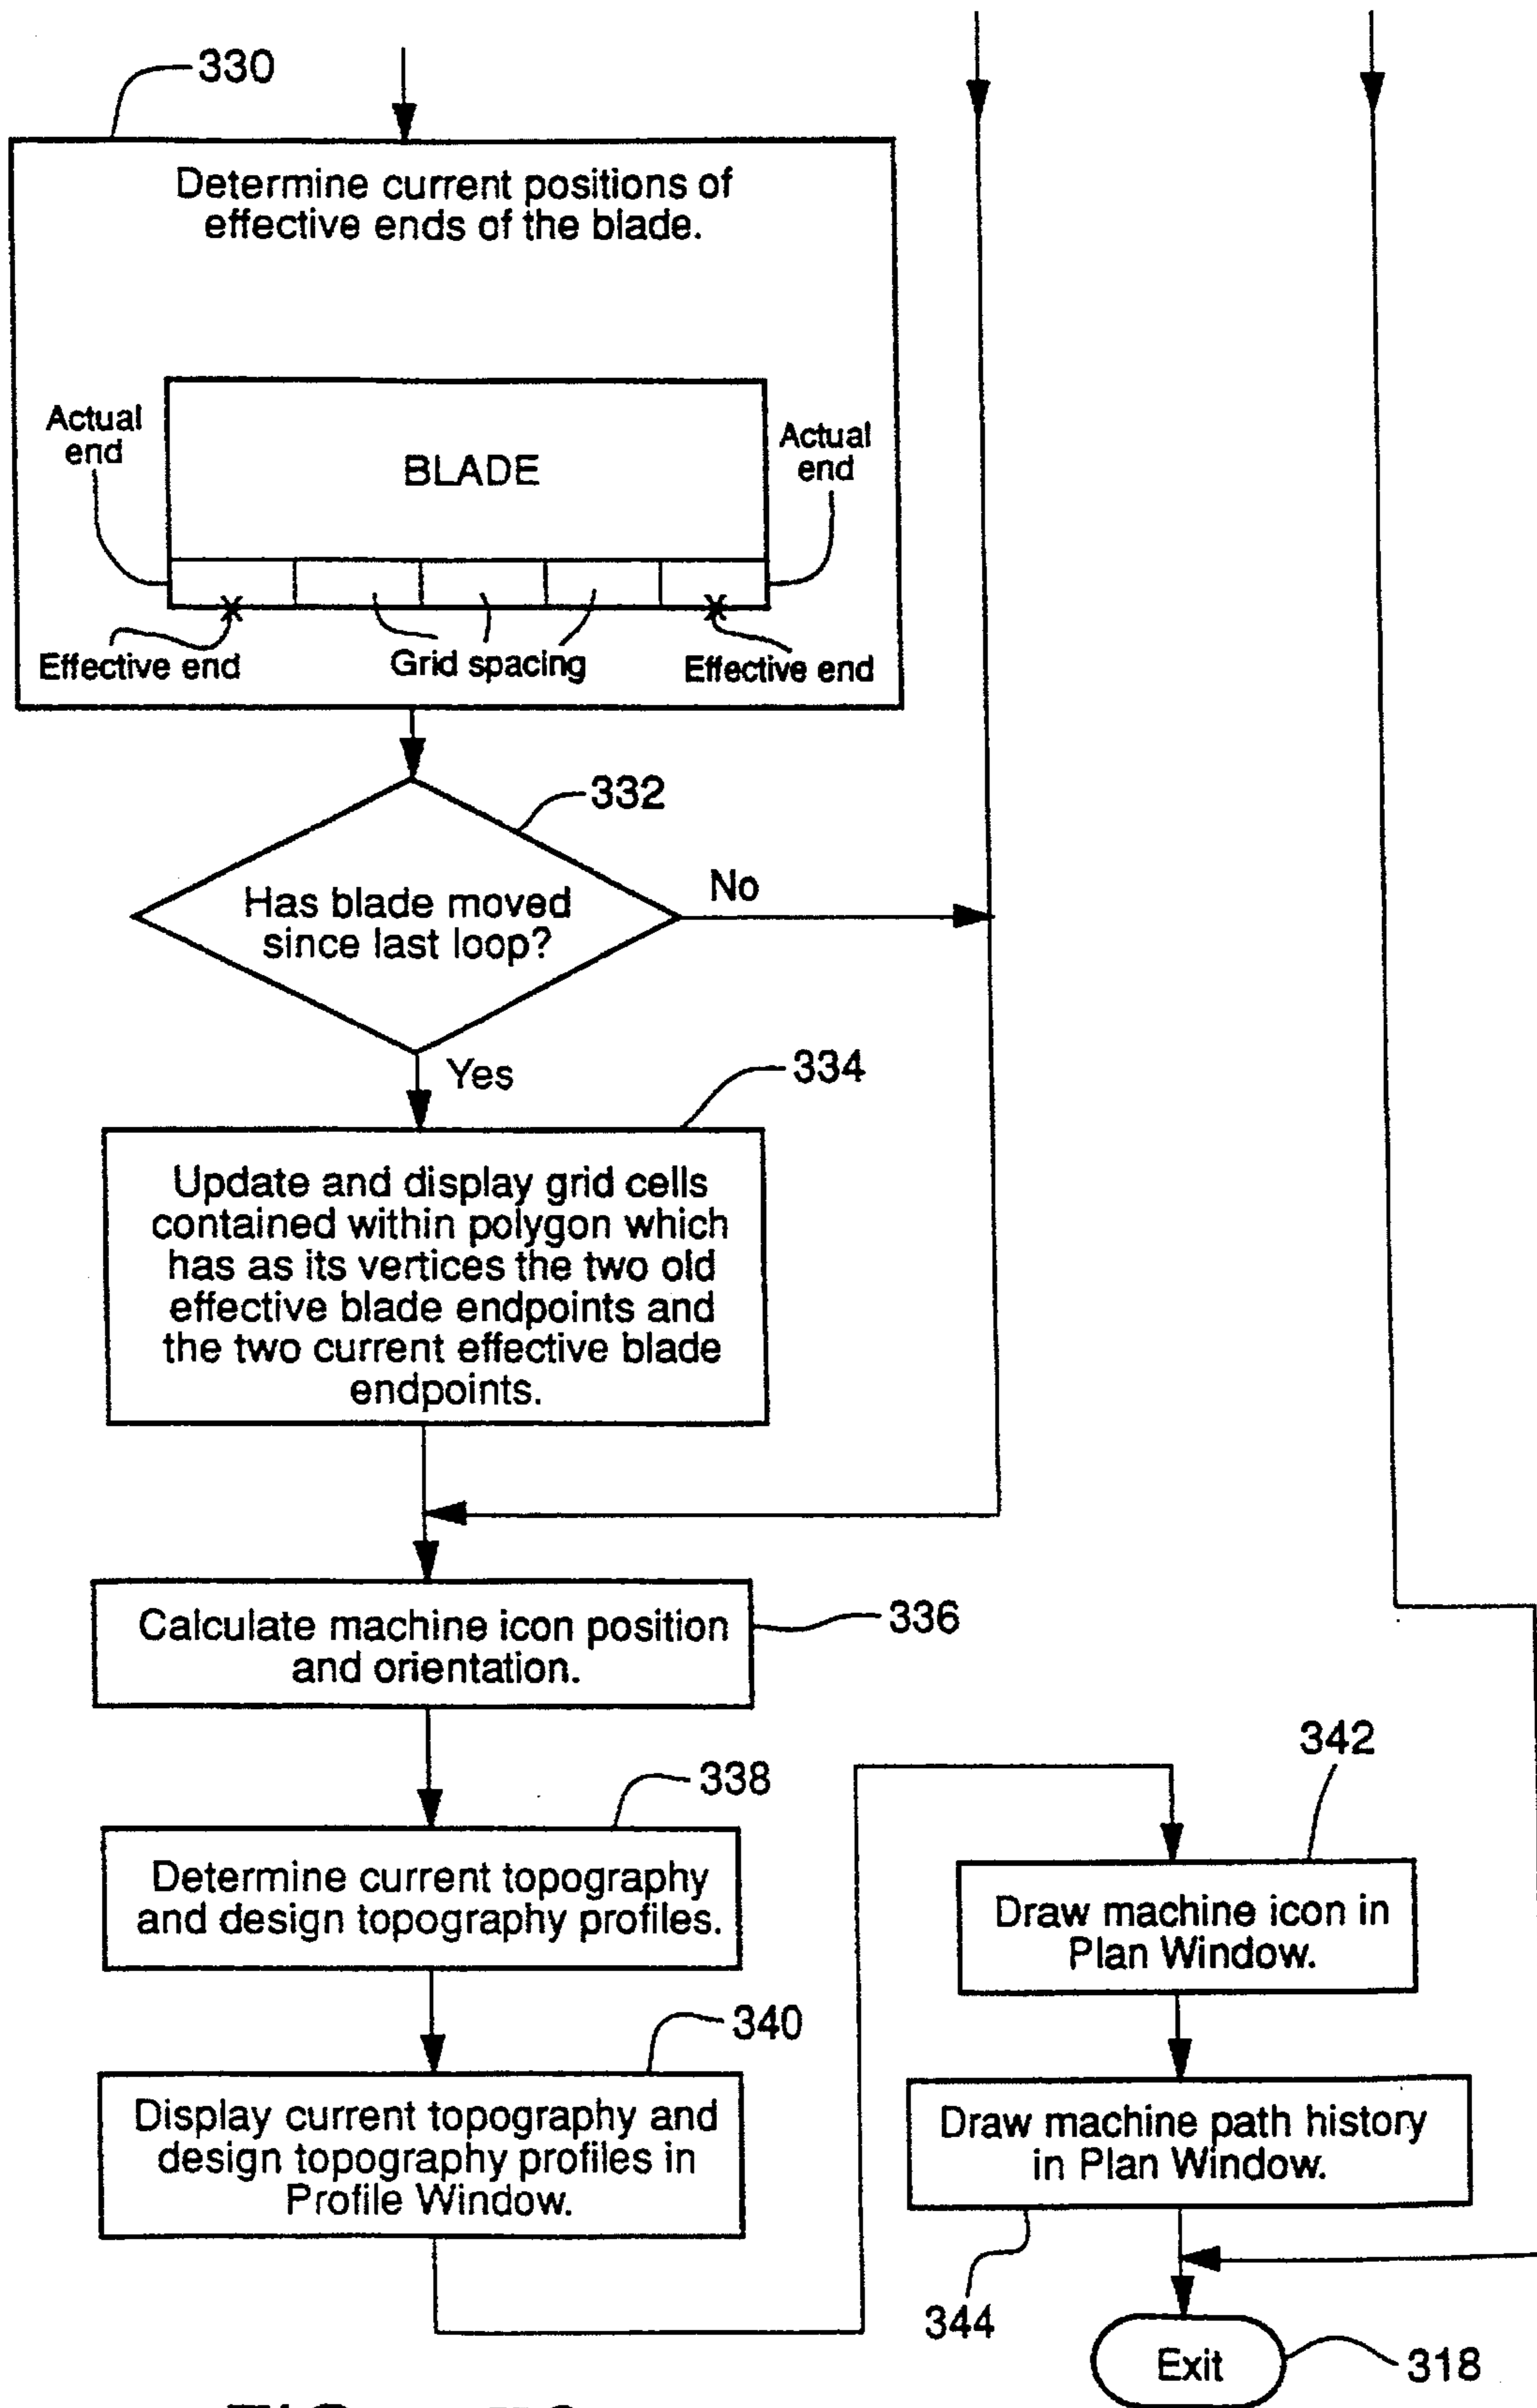 330
Determine current positions of
effective ends of the blade.
Actual
end
BLADE
Actual
end
Effective end
Grid spacing
Effective end
332
Has blade moved
since last loop?
No
Yes
334
Update and display grid cells
contained within polygon which
has as its vertices the two old
effective blade endpoints and
the two current effective blade
endpoints.
Calculate machine icon position
and orientation.
336
338
Determine current topography
and design topography profiles.
340
Display current topography and
design topography profiles in
Profile Window.
342
Draw machine icon in
Plan Window.
Draw machine path history
in Plan Window.
344
Exit
318